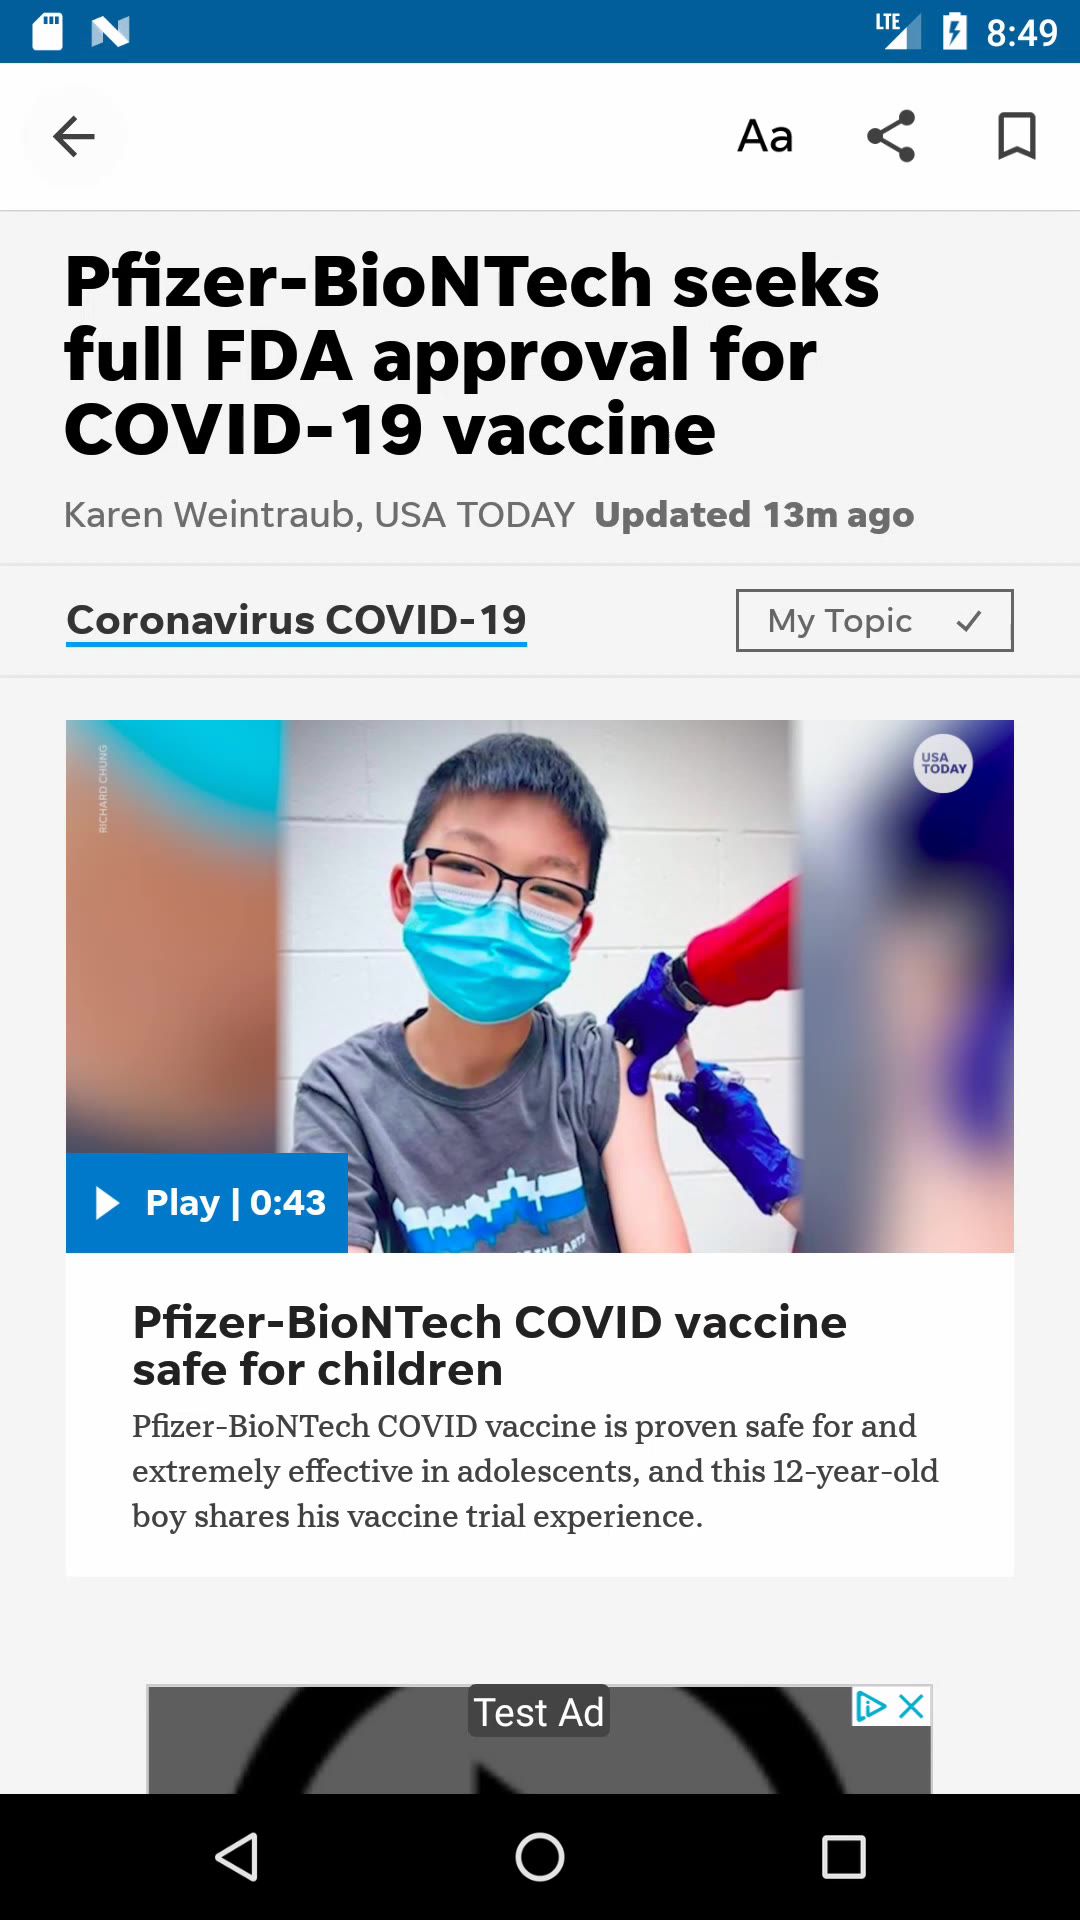 LTE 8:49
Aa
Pfizer-BioNTech seeks
full FDA approval for
COVID-19 vaccine
Karen Weintraub, USA TODAY Updated 13m ago
Coronavirus COVID-19
My Topic
RICHARD CHUNG
USA
TODAY
Play | 0:43
Pfizer-BioNTech COVID vaccine
safe for children
Pfizer-BioNTech COVID vaccine is proven safe for and
extremely effective in adolescents, and this 12-year-old
boy shares his vaccine trial experience.
Test Ad